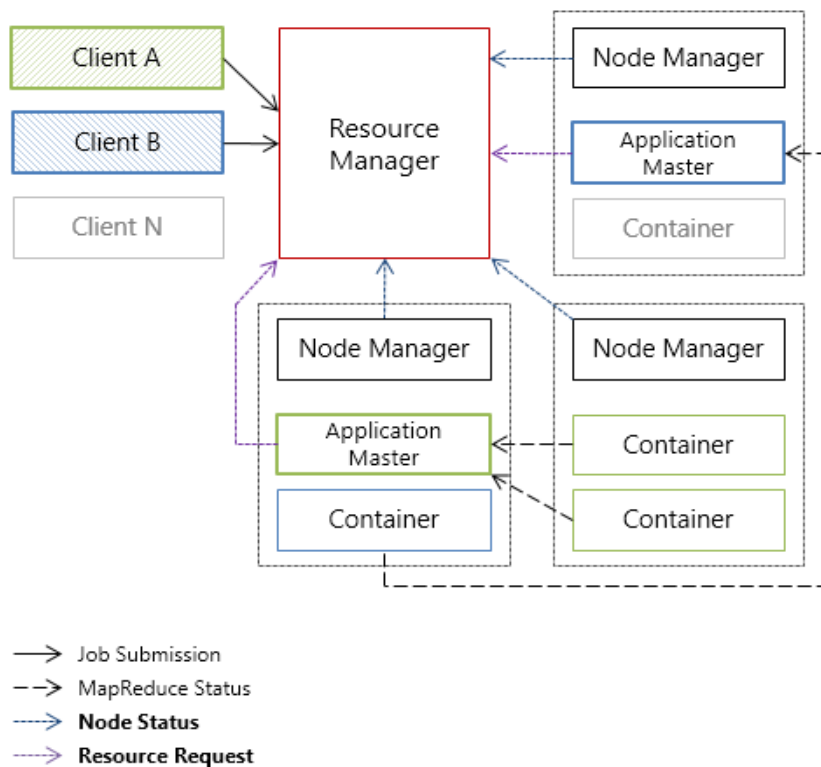 Client A
Client B
Client N
Resource
Manager
Node Manager
Application
Master
Container
Node Manager
Application
Master
Container
Node Manager
Container
Container
Job Submission
MapReduce Status
Node Status
Resource Request